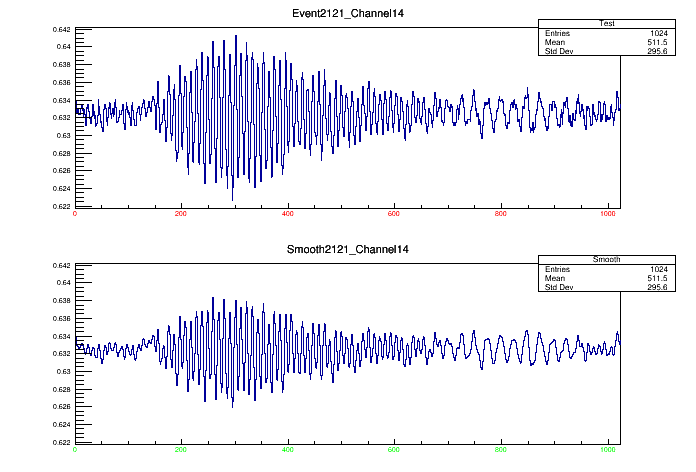 Event2121_Channel14
Test
Entries 1024
Mean 511.5
Std Dev 295.6
0.642
0.64
0.638
0.636
0.634
0.632
0.63
0.628
0.626
0.624
0.622
0 200 400 600 800 1000
Smooth2121_Channel14
Smooth
Entries 1024
Mean 511.5
Std Dev 295.6
0.642
0.64
0.638
0.636
0.634
0.632
0.63
0.628
0.626
0.624
0.622
0 200 400 600 800 1000